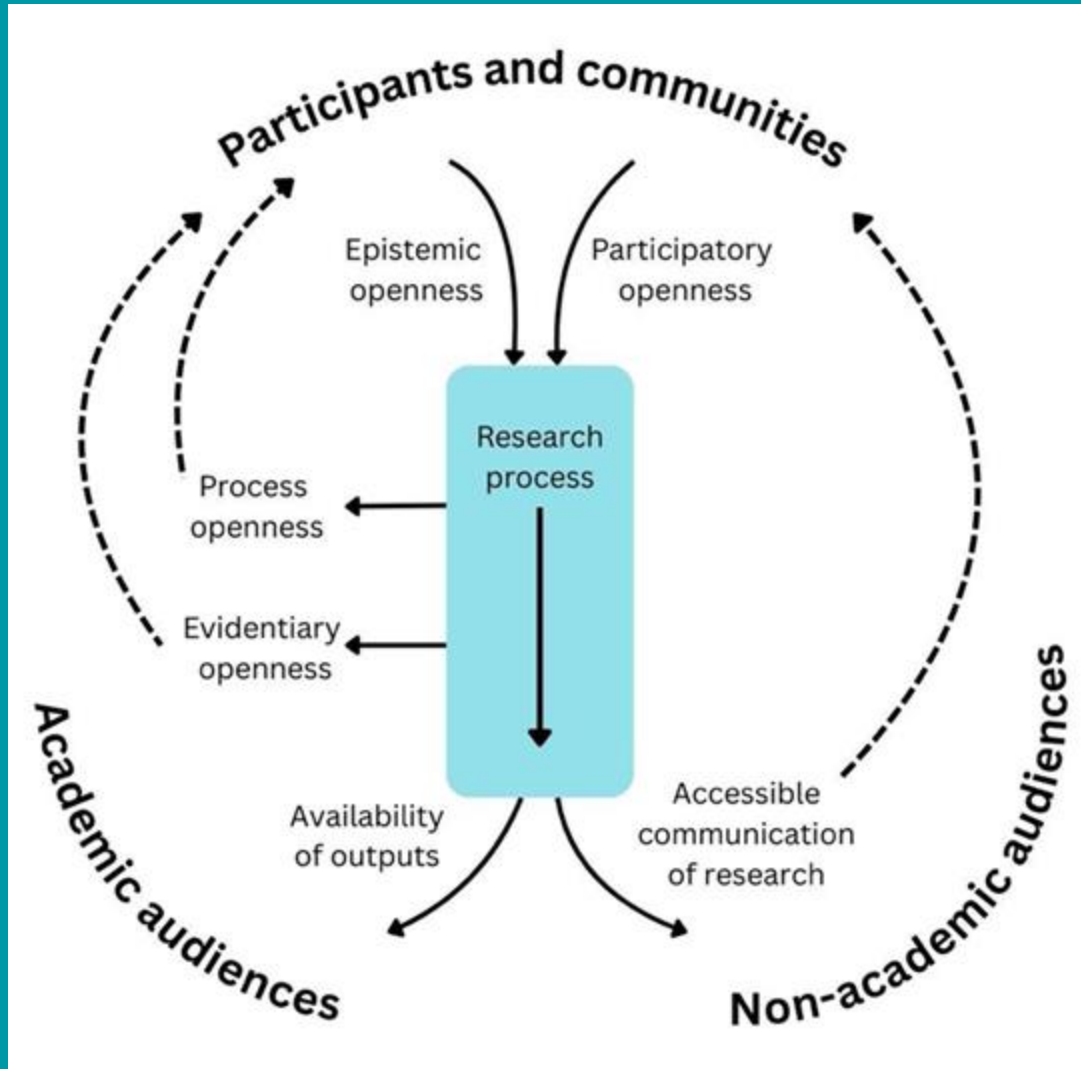 Participants and communities
Epistemic
openness
Participatory
openness
Research
process
Process
openness
Evidentiary
openness
Availability
of outputs
Accessible
communication
of research
Academic audiences
Non-academic audiences